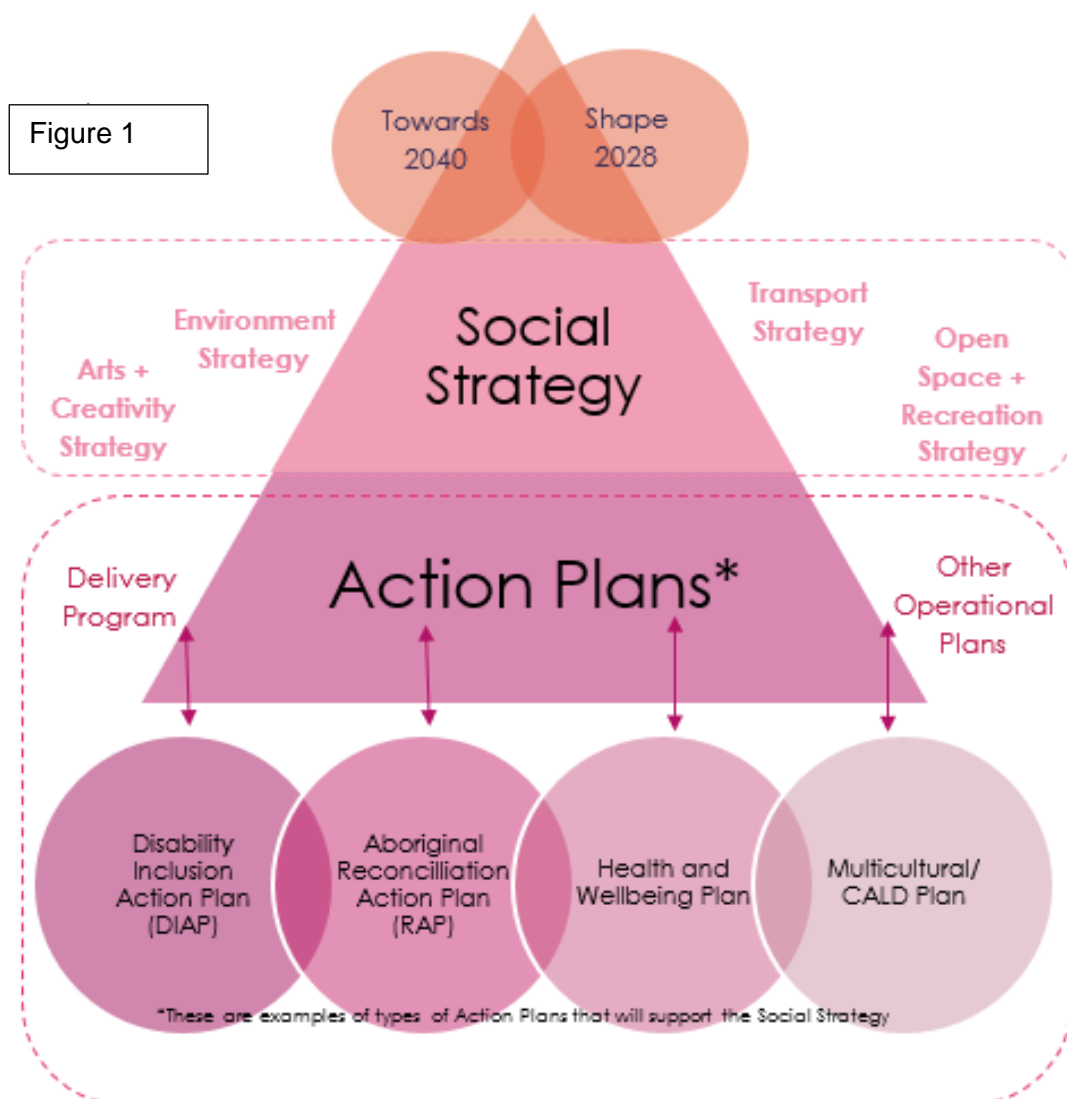 Figure 1
Towards
2040
Shape
2028
Social
Strategy
Environment
Strategy
Arts +
Creativity
Strategy
Transport
Strategy
Open
Space +
Recreation
Strategy
Action Plans*
Delivery
Program
Other
Operational
Plans
Disability
Inclusion
Action Plan
(DIAP)
Aboriginal
Reconcilliation
Action Plan
(RAP)
Health and
Wellbeing Plan
Multicultural/
CALD Plan
*These are examples of types of Action Plans that will support the Social Strategy